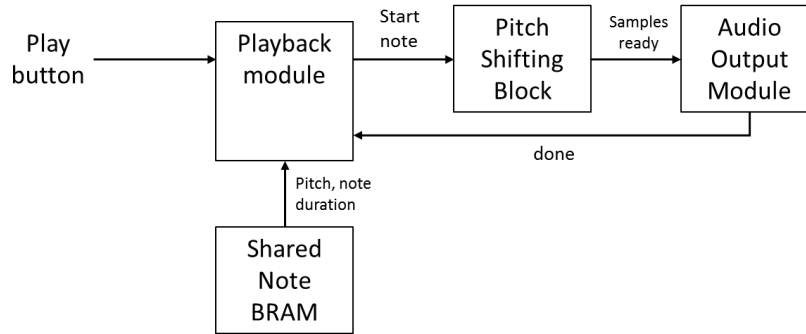 Play
button
Playback
module
Start
note
Pitch
Shifting
Block
Samples
ready
Audio
Output
Module
done
Pitch, note
duration
Shared
Note
BRAM